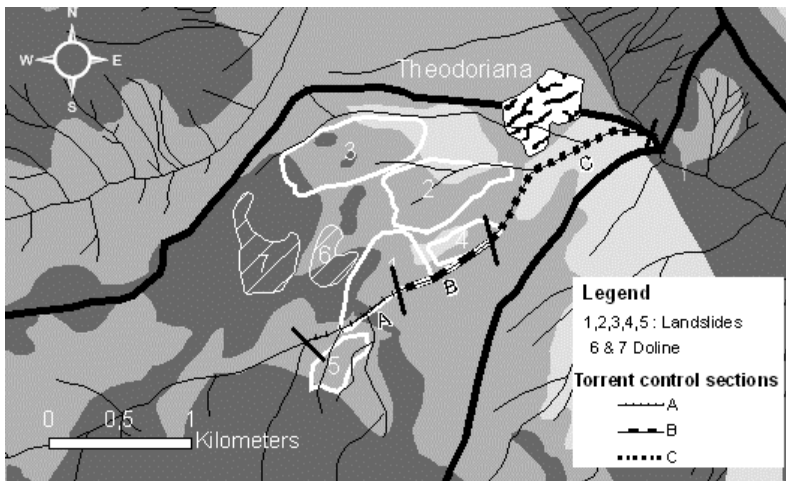 N
W E
S
Theodoriana
3
2
7
6
4
1
C
B
A
5
0 0,5 1
Kilometers
Legend
1,2,3,4,5 : Landslides
6 & 7 Doline
Torrent control sections
A
B
C